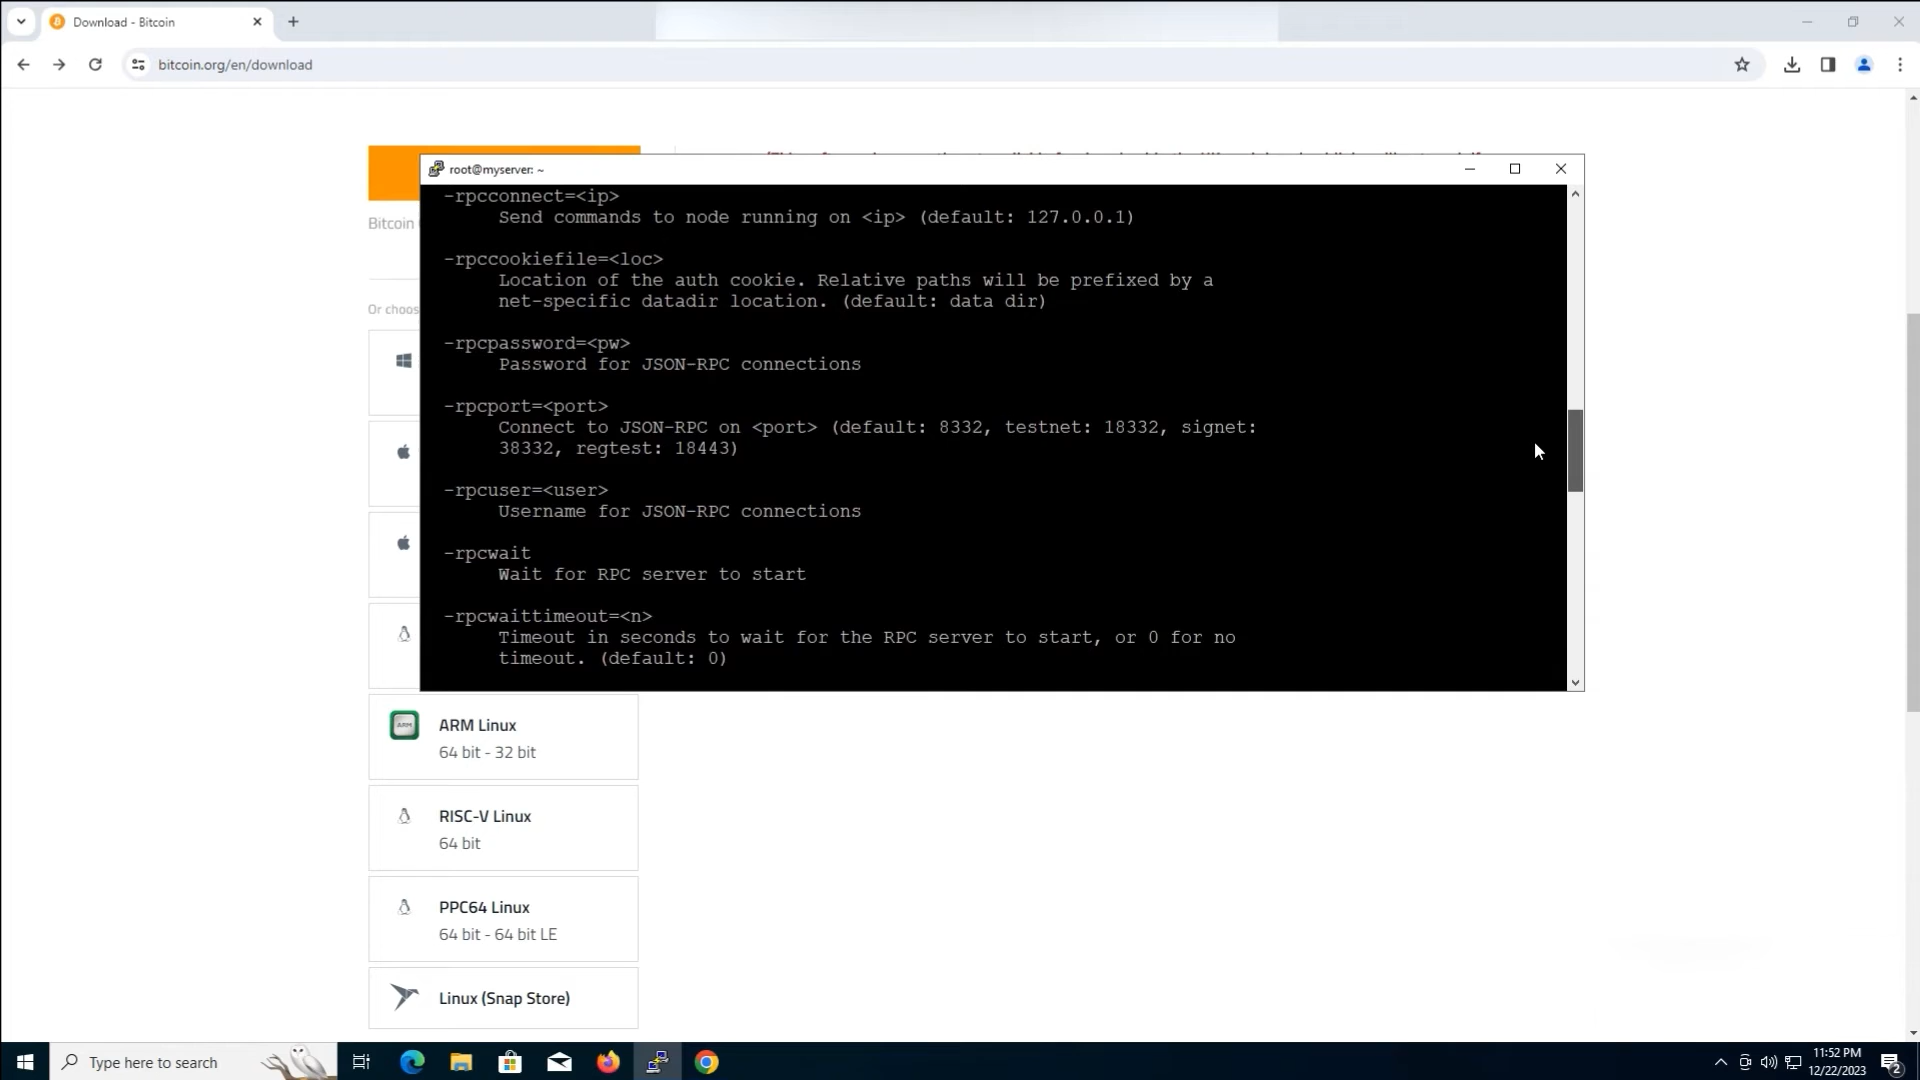 Download - Bitcoin
bitcoin.org/en/download
root@myserver: ~
Bitcoin
Or choos
-rpcconnect=<ip>
Send commands to node running on <ip> (default: 127.0.0.1)
-rpccookiefile=<loc>
Location of the auth cookie. Relative paths will be prefixed by a
net-specific datadir location. (default: data dir)
-rpcpassword=<pw>
Password for JSON-RPC connections
-rpcport=<port>
Connect to JSON-RPC on <port> (default: 8332, testnet: 18332, signet:
38332, regtest: 18443)
-rpcuser=<user>
Username for JSON-RPC connections
-rpcwait
Wait for RPC server to start
-rpcwaittimeout=<n>
Timeout in seconds to wait for the RPC server to start, or 0 for no
timeout. (default: 0)
ARM Linux
64 bit - 32 bit
RISC-V Linux
64 bit
PPC64 Linux
64 bit - 64 bit LE
Linux (Snap Store)
Type here to search
11:52 PM
12/22/2023
2